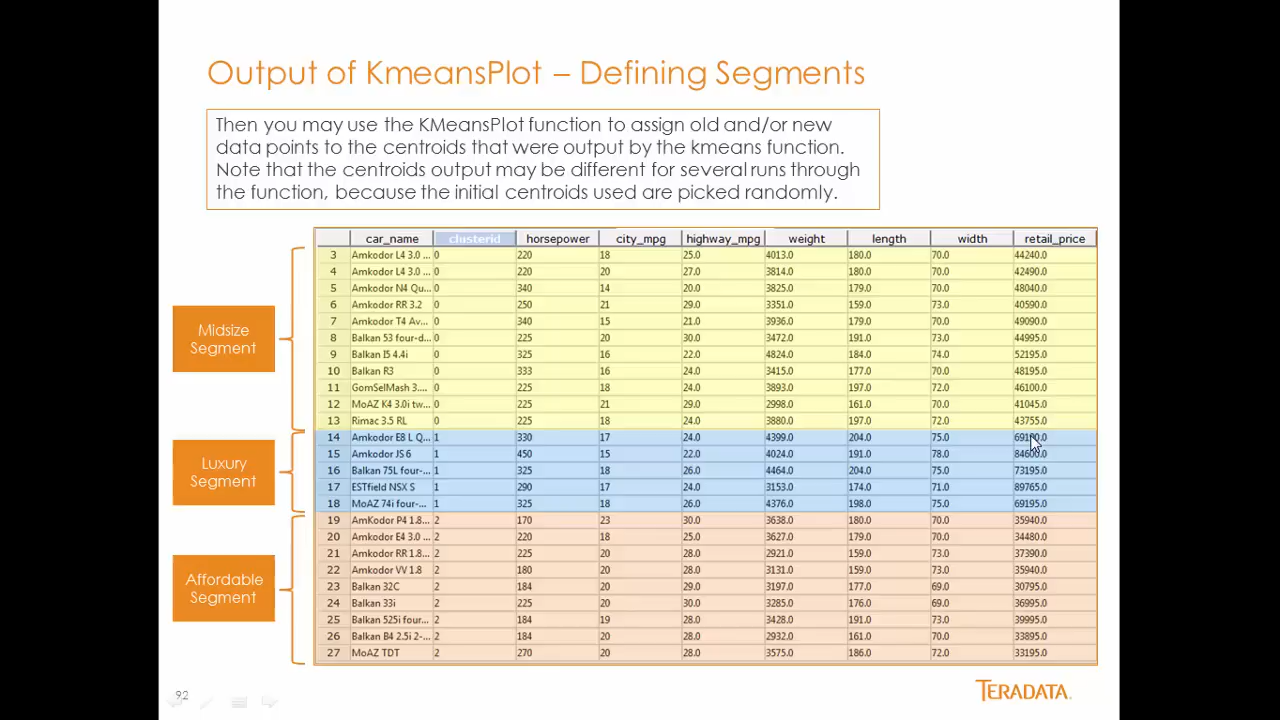 Output of KmeansPlot – Defining Segments
Then you may use the KMeansPlot function to assign old and/or new
data points to the centroids that were output by the kmeans function.
Note that the centroids output may be different for several runs through
the function, because the initial centroids used are picked randomly.
car_name clusterid horsepower city_mpg highway_mpg weight length width retail_price
3 Amkodor L4 3.0 ... 0 220 18 25.0 4013.0 180.0 70.0 44240.0
4 Amkodor L4 3.0 ... 0 220 20 27.0 3814.0 180.0 70.0 42490.0
5 Amkodor N4 Qu... 0 340 14 20.0 3825.0 179.0 70.0 48040.0
6 Amkodor RR 3.2 0 250 21 29.0 3351.0 159.0 73.0 40590.0
7 Amkodor T4 Av... 0 340 15 21.0 3936.0 179.0 70.0 49090.0
8 Balkan 53 four-d... 0 225 20 30.0 3472.0 191.0 73.0 44995.0
9 Balkan I5 4.4i 0 325 16 22.0 4824.0 184.0 74.0 52195.0
10 Balkan R3 0 333 16 24.0 3415.0 177.0 70.0 48195.0
11 GomSelMash 3.... 0 225 18 24.0 3893.0 197.0 72.0 46100.0
12 MoAZ K4 3.0i tw... 0 225 21 29.0 2998.0 161.0 70.0 41045.0
13 Rimac 3.5 RL 0 225 18 24.0 3880.0 197.0 72.0 43755.0
14 Amkodor E8 L Q... 1 330 17 24.0 4399.0 204.0 75.0
15 Amkodor JS 6 1 450 15 22.0 4024.0 191.0 78.0
16 Balkan 75L four-... 1 325 18 26.0 4464.0 204.0 75.0 73195.0
17 ESTfield NSX S 1 290 17 24.0 3153.0 174.0 71.0 89765.0
18 MoAZ 74i four-... 1 325 18 26.0 4376.0 198.0 75.0 69195.0
19 AmKodor P4 1.8... 2 170 23 30.0 3638.0 180.0 70.0 35940.0
20 Amkodor E4 3.0 ... 2 220 18 25.0 3627.0 179.0 70.0 34480.0
21 Amkodor RR 1.8... 2 225 20 28.0 2921.0 159.0 73.0 37390.0
22 Amkodor VV 1.8 2 180 20 28.0 3131.0 159.0 73.0 35940.0
23 Balkan 32C 2 184 20 29.0 3197.0 177.0 69.0 30795.0
24 Balkan 33i 2 225 20 30.0 3285.0 176.0 69.0 36995.0
25 Balkan 525i four... 2 184 19 28.0 3428.0 191.0 73.0 39995.0
26 Balkan B4 2.5i 2-... 2 184 20 28.0 2932.0 161.0 70.0 33895.0
27 MoAZ TDT 2 270 20 28.0 3575.0 186.0 72.0 33195.0
Midsize
Segment
Luxury
Segment
Affordable
Segment
92
TERADATA.